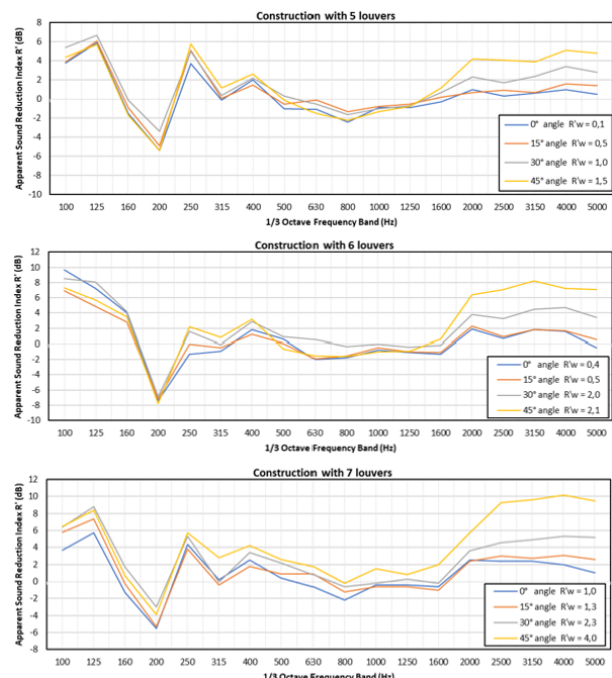 Construction with 5 louvers
Apparent Sound Reduction Index R' (dB)
8
6
4
2
0
-2
-4
-6
-8
-10
100 125 160 200 250 315 400 500 630 800 1000 1250 1600 2000 2500 3150 4000 5000
1/3 Octave Frequency Band (Hz)
0° angle R'w = 0,1
15° angle R'w = 0,5
30° angle R'w = 1,0
45° angle R'w = 1,5
Construction with 6 louvers
Apparent Sound Reduction Index R' (dB)
12
10
8
6
4
2
0
-2
-4
-6
-8
-10
100 125 160 200 250 315 400 500 630 800 1000 1250 1600 2000 2500 3150 4000 5000
1/3 Octave Frequency Band (Hz)
0° angle R'w = 0,4
15° angle R'w = 0,5
30° angle R'w = 2,0
45° angle R'w = 2,1
Construction with 7 louvers
Apparent Sound Reduction Index R' (dB)
12
10
8
6
4
2
0
-2
-4
-6
-8
100 125 160 200 250 315 400 500 630 800 1000 1250 1600 2000 2500 3150 4000 5000
1/3 Octave Frequency Band (Hz)
0° angle R'w = 1,0
15° angle R'w = 1,3
30° angle R'w = 2,3
45° angle R'w = 4,0